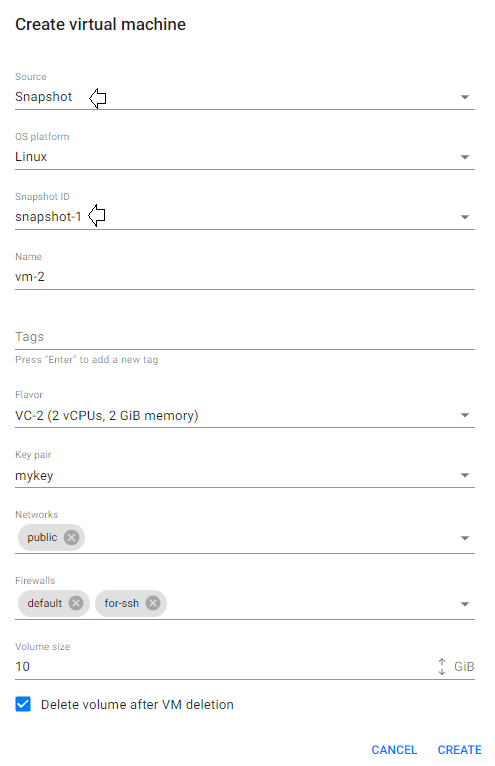 Create virtual machine
Source
Snapshot
OS platform
Linux
Snapshot ID
snapshot-1
Name
vm-2
Tags
Press "Enter" to add a new tag
Flavor
VC-2 (2 vCPUs, 2 GiB memory)
Key pair
mykey
Networks
public
Firewalls
default for-ssh
Volume size
10 GiB
Delete volume after VM deletion
CANCEL CREATE